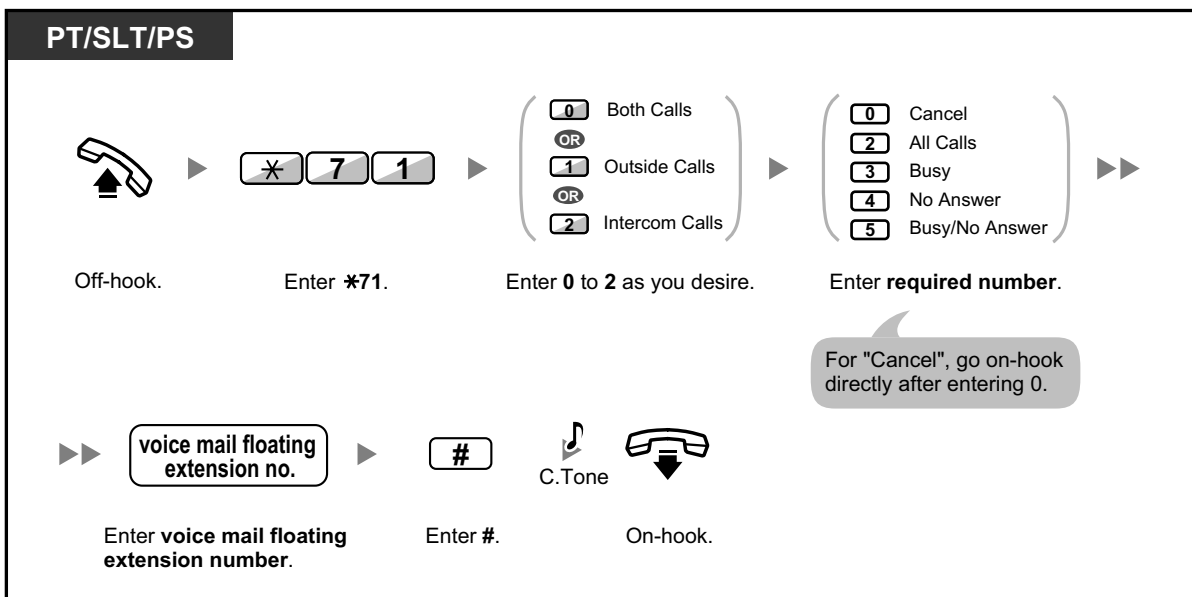 PT/SLT/PS
0 Both Calls
OR
1 Outside Calls
OR
2 Intercom Calls
0 Cancel
2 All Calls
3 Busy
4 No Answer
5 Busy/No Answer
* 7 1
Off-hook.
Enter *71.
Enter 0 to 2 as you desire.
Enter required number.
For "Cancel", go on-hook
directly after entering 0.
voice mail floating
extension no.
#
C.Tone
Enter voice mail floating
extension number.
Enter #.
On-hook.